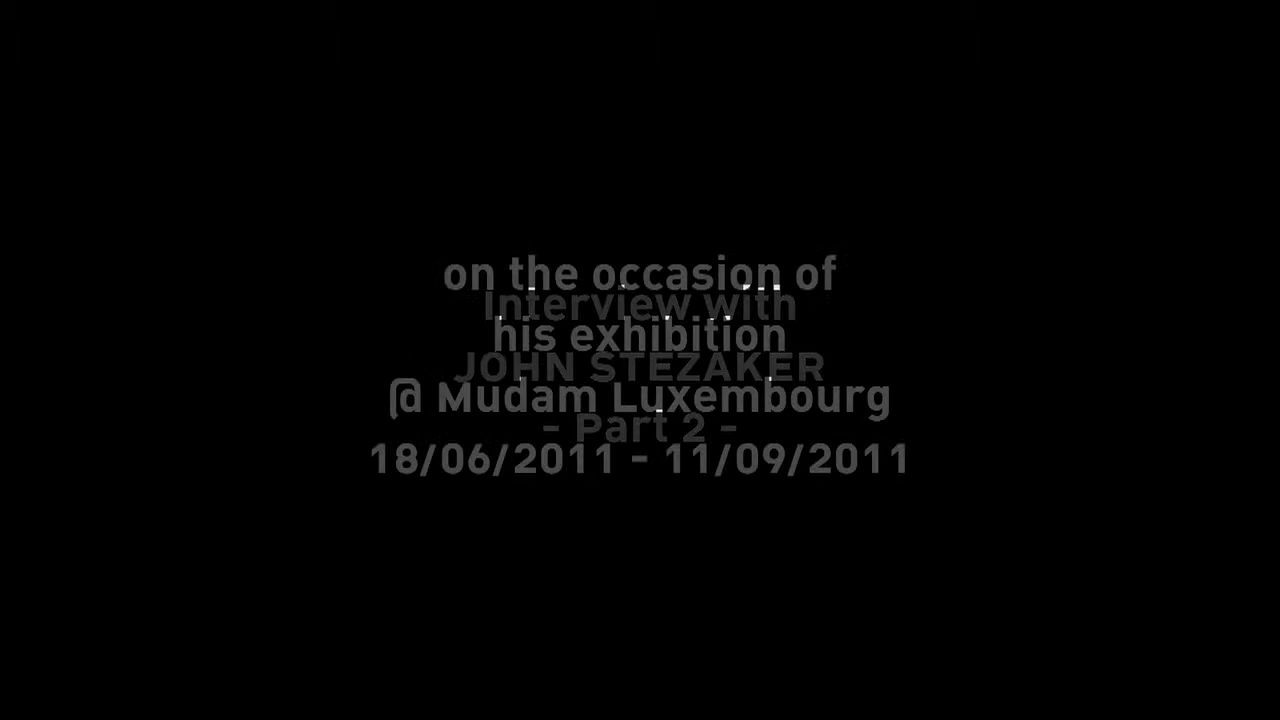 on the occasion of
Interview with
his exhibition
JOHN STEZAKER
@ Mudam Luxembourg
- Part 2 -
18/06/2011 - 11/09/2011